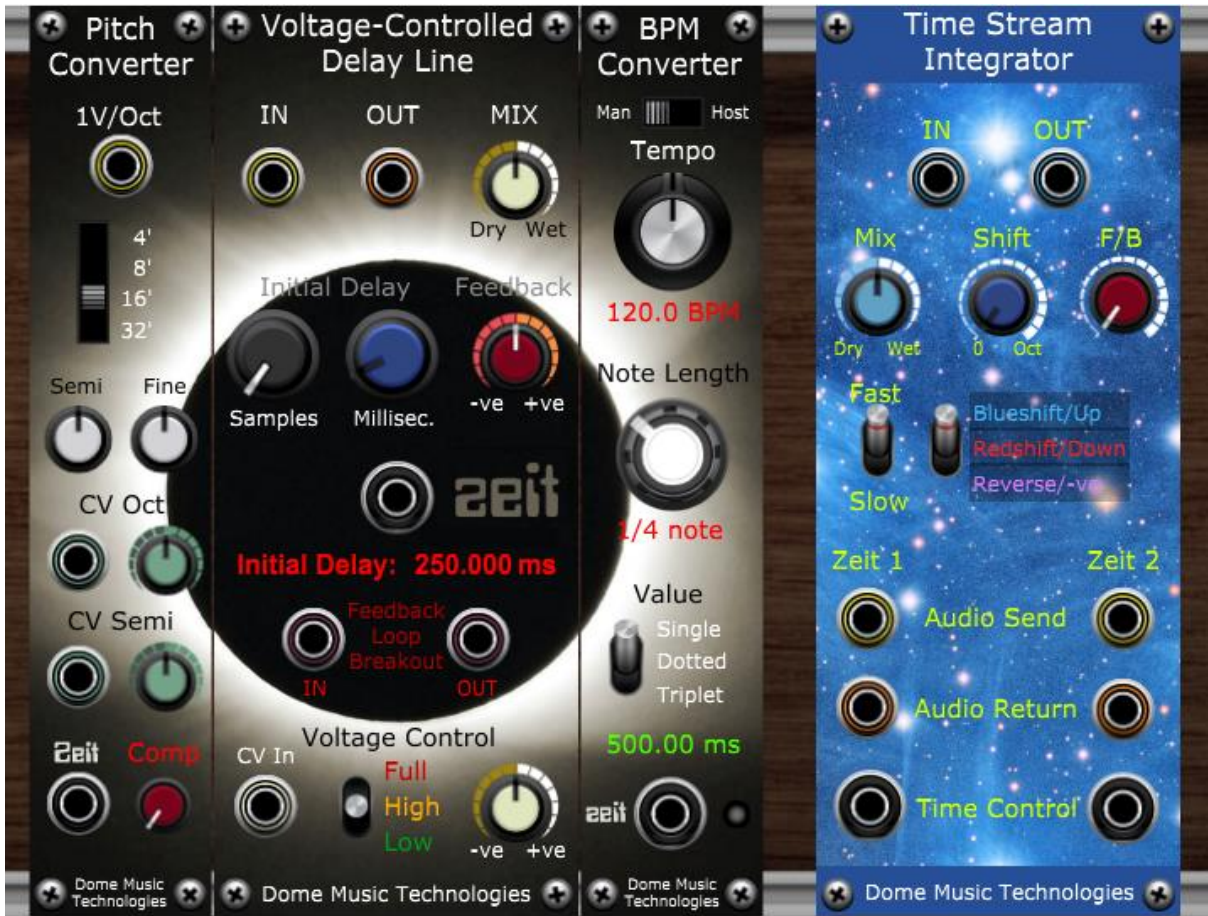 Pitch
Converter
1V/Oct
4'
8'
16'
32'
Semi Fine
CV Oct
CV Semi
zeit Comp
Dome Music
Technologies
Voltage-Controlled
Delay Line
IN OUT MIX
Dry Wet
Initial Delay Feedback
Samples Millisec. -ve +ve
zeit
Initial Delay: 250.000 ms
Feedback
Loop
Breakout
IN OUT
Voltage Control
CV In
Full
High
Low
-ve +ve
Dome Music Technologies
BPM
Converter
Man Host
Tempo
120.0 BPM
Note Length
1/4 note
Value
Single
Dotted
Triplet
500.00 ms
zeit
Dome Music
Technologies
Time Stream
Integrator
IN OUT
Mix Shift F/B
Dry Wet 0 Oct
Fast
Slow
Blueshift/Up
Redshift/Down
Reverse/-ve
Zeit 1 Zeit 2
Audio Send
Audio Return
Time Control
Dome Music Technologies